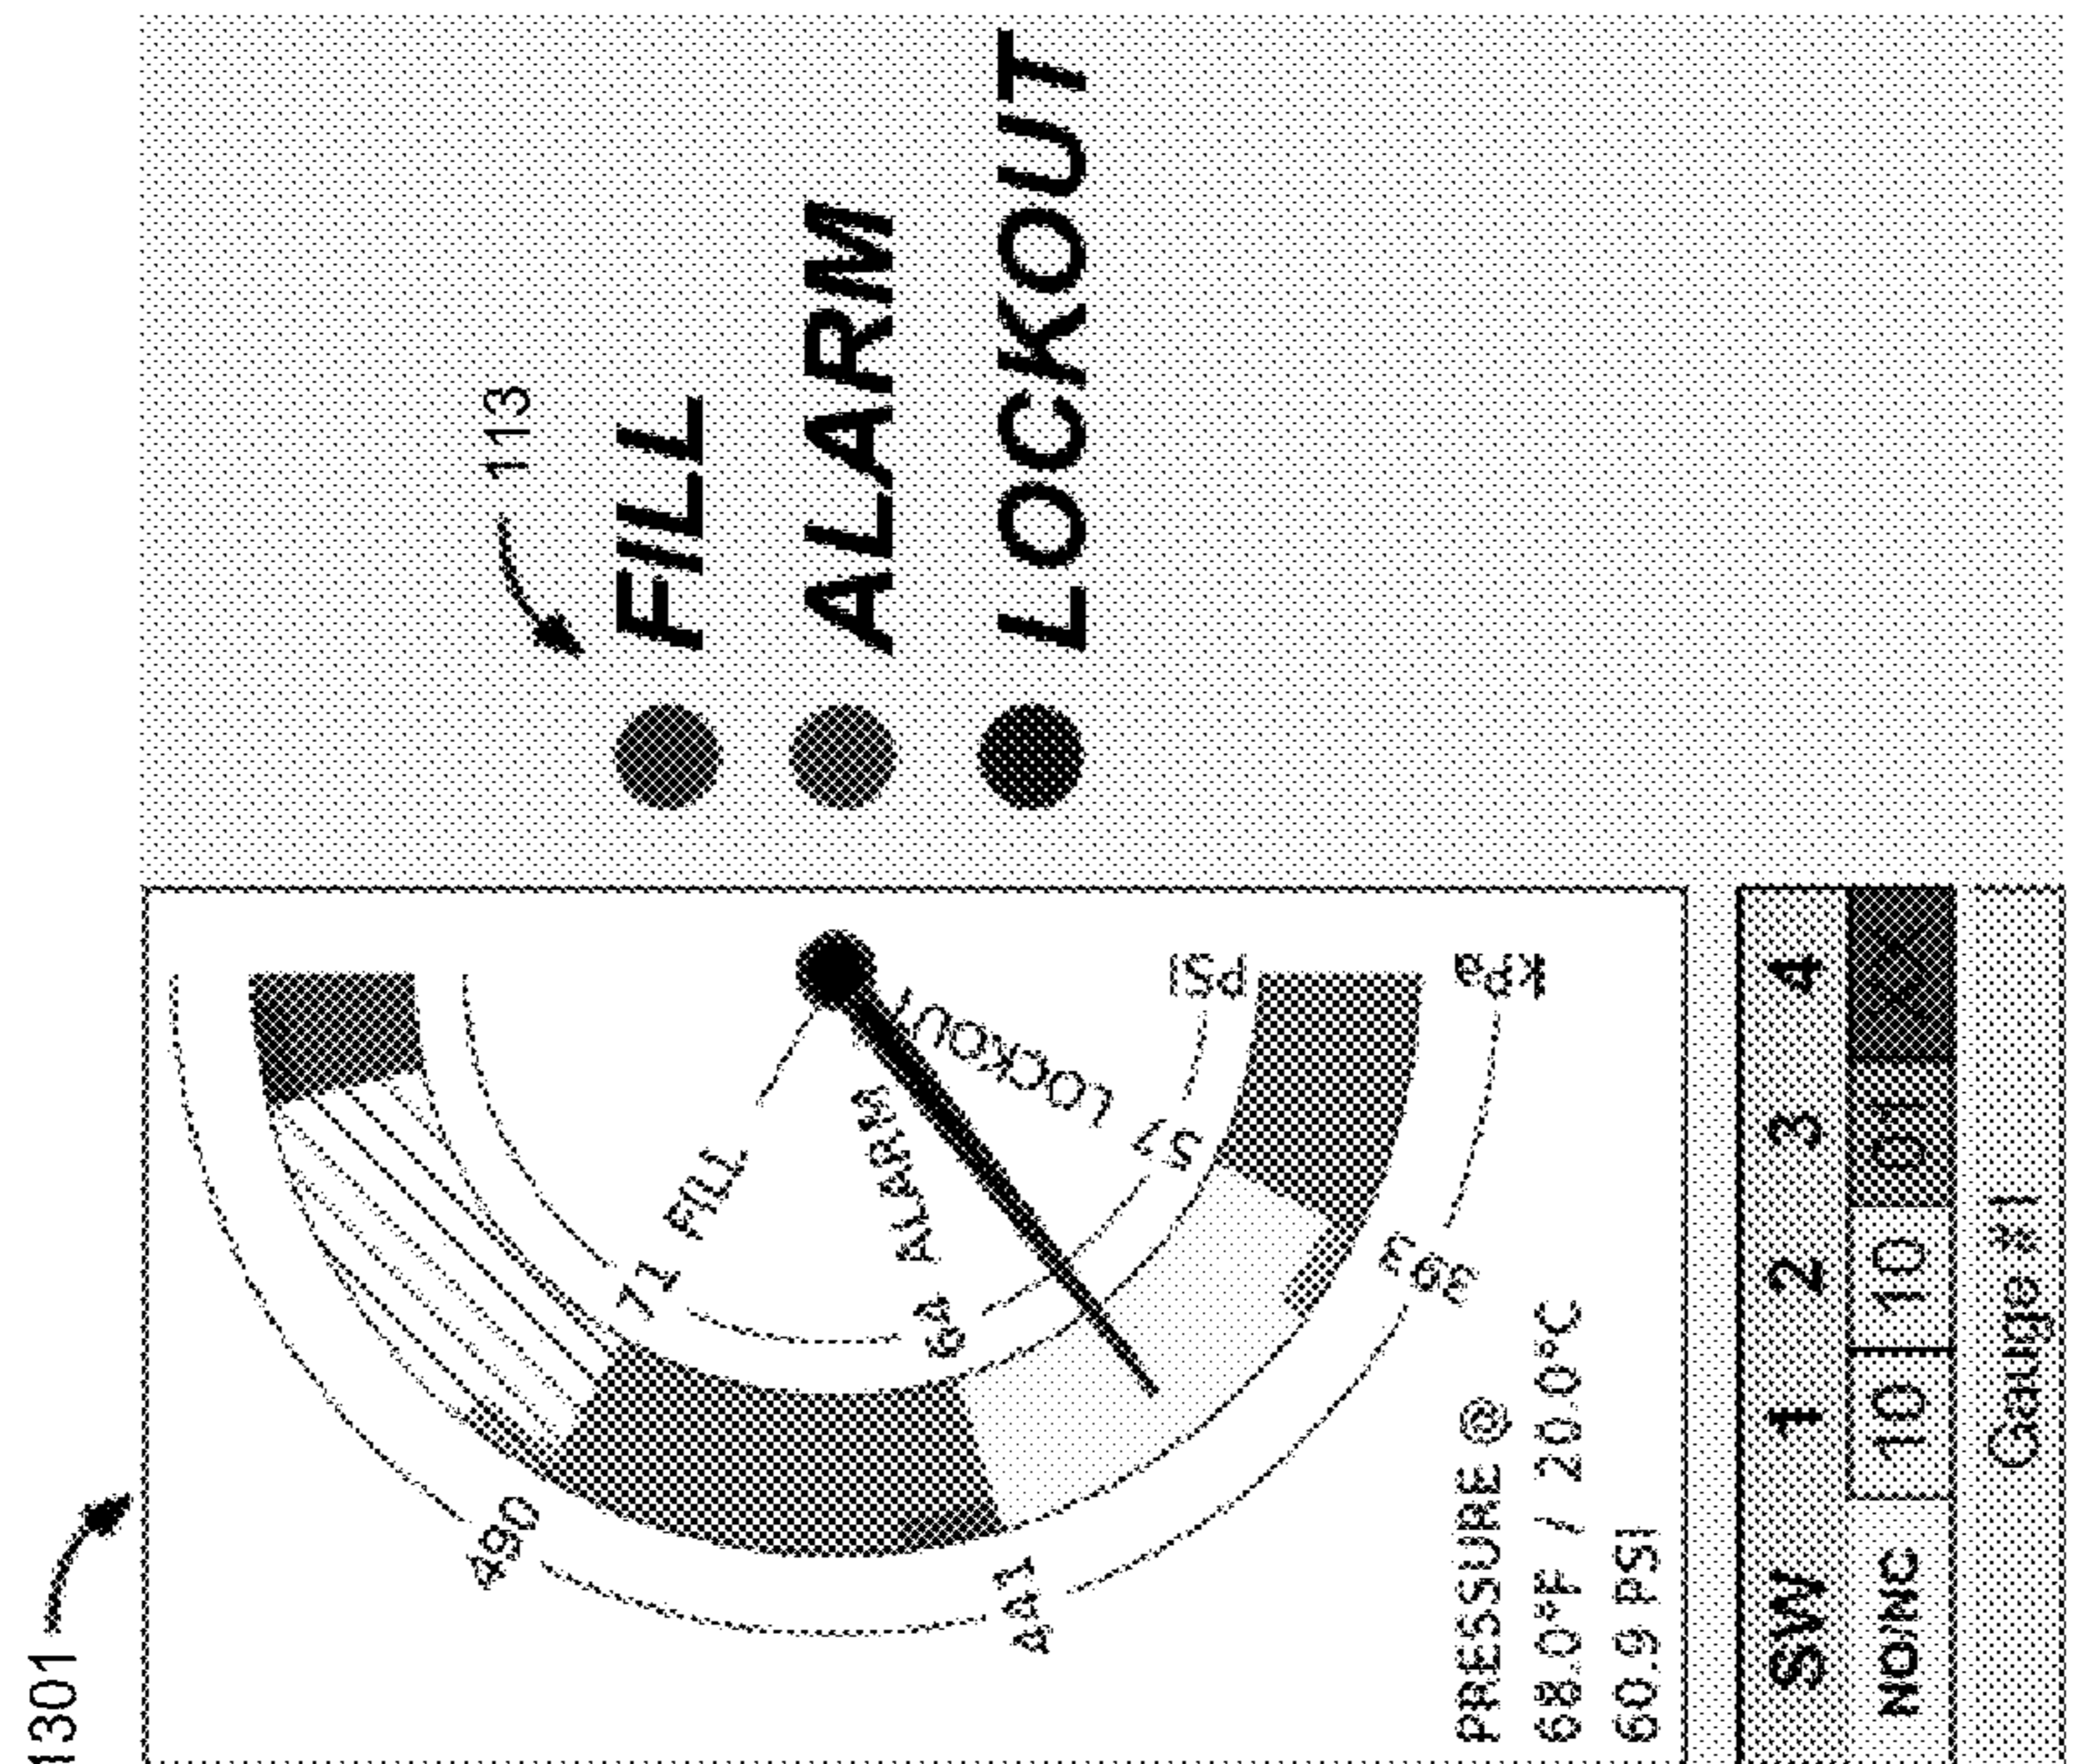 1301
490
441
393
kPa
71 FILL
64 ALARM
57 LOCKOUT
PSI
PRESSURE @
68.0°F / 20.0°C
60.9 PSI
113
FILL
ALARM
LOCKOUT
SW 1 2 3 4
NO/NC 10 10 01
Gauge #1